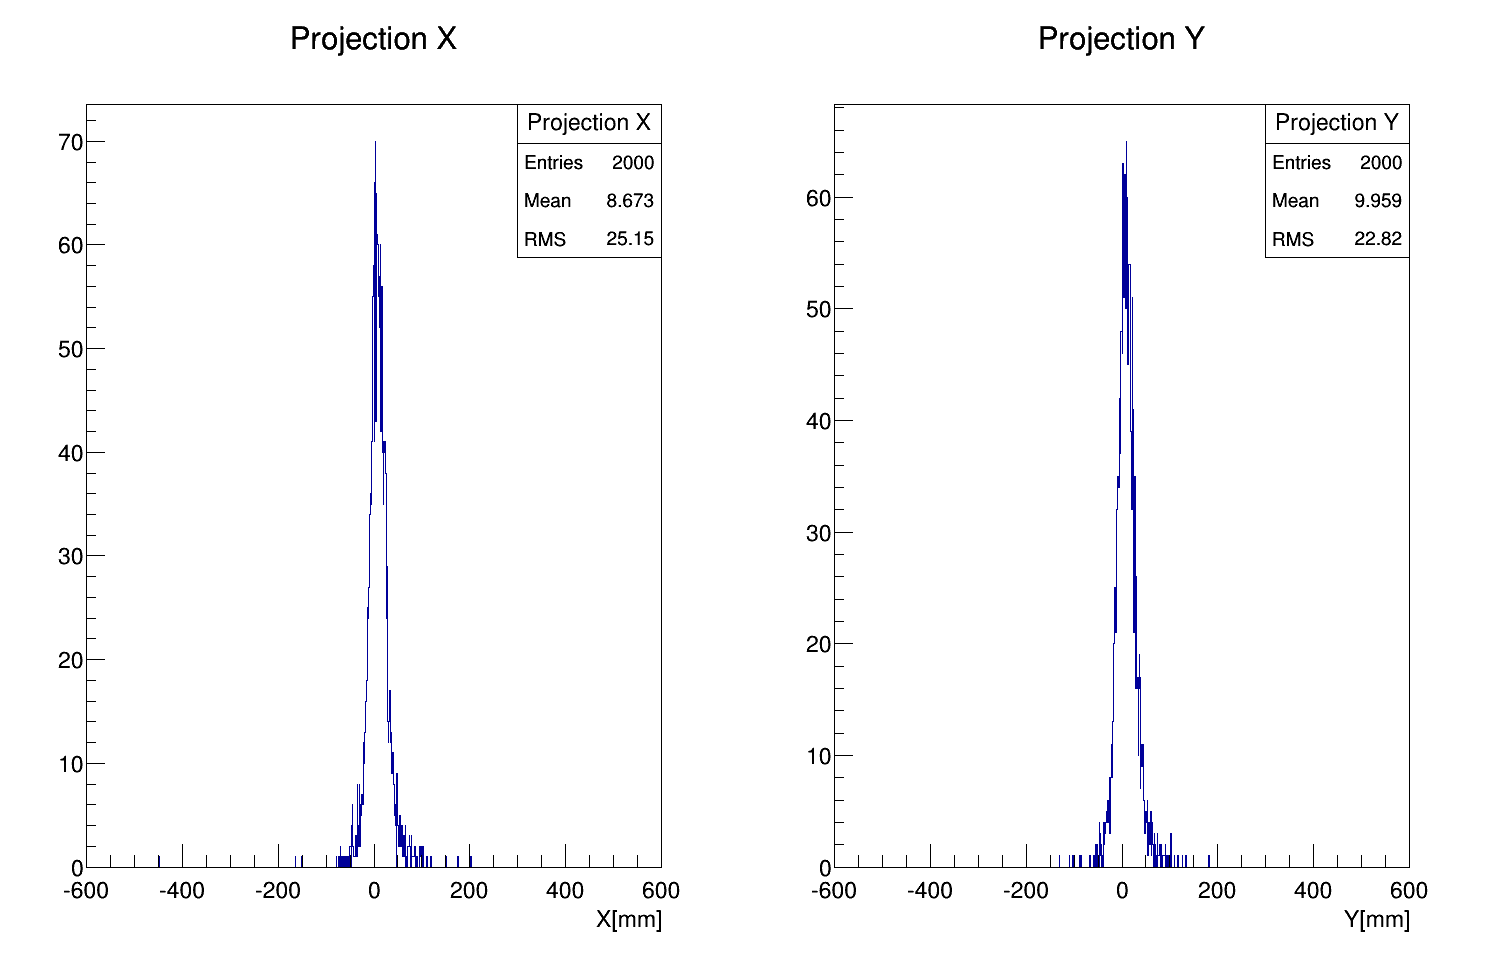 Projection X
Projection X
Entries 2000
Mean 8.673
RMS 25.15
70
60
50
40
30
20
10
0
-600 -400 -200 0 200 400 600
X[mm]
Projection Y
Projection Y
Entries 2000
Mean 9.959
RMS 22.82
60
50
40
30
20
10
0
-600 -400 -200 0 200 400 600
Y[mm]